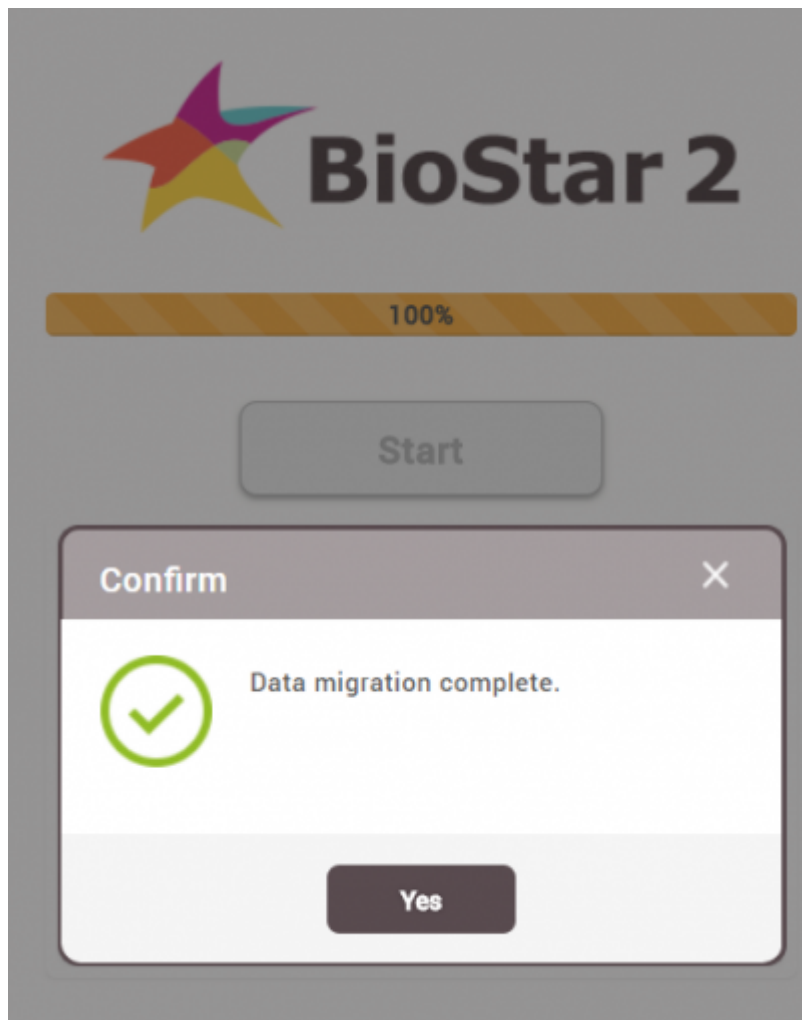 BioStar 2
100%
Start
Confirm
Data migration complete.
Yes